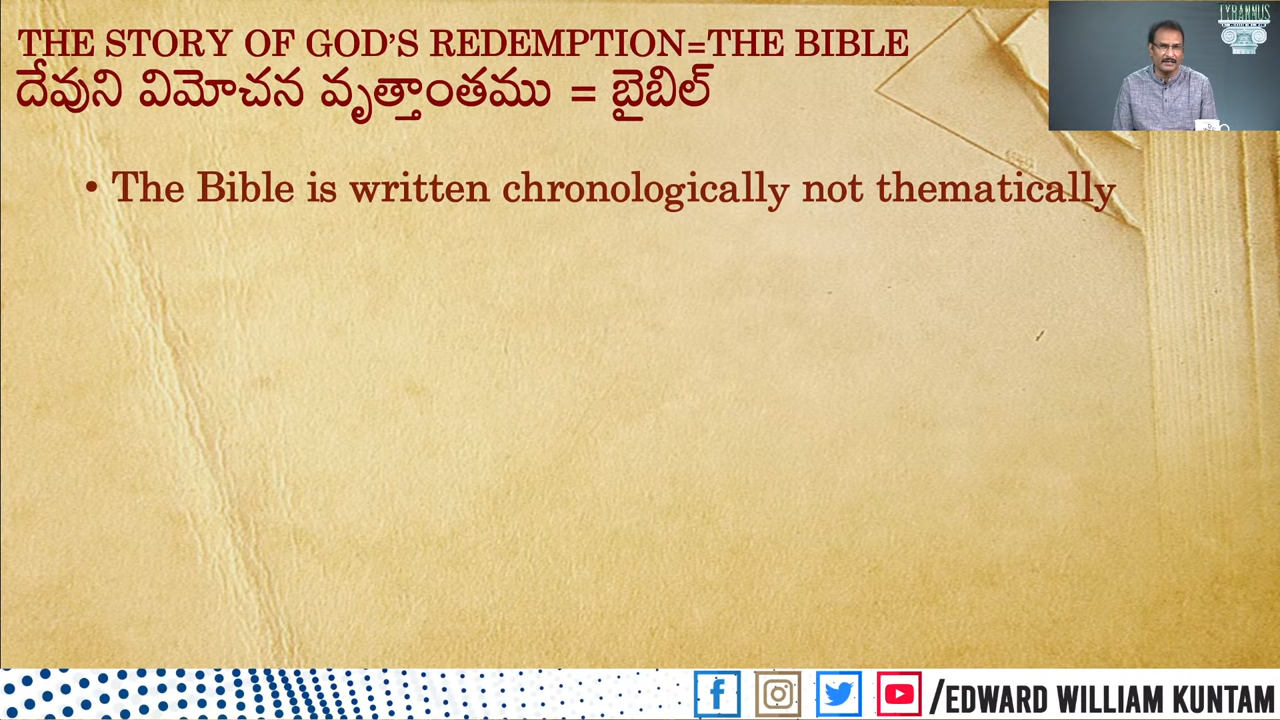 THE STORY OF GOD’S REDEMPTION=THE BIBLE
దేవుని విమోచన వృత్తాంతము = బైబిల్
• The Bible is written chronologically not thematically
TYRANNUS
/EDWARD WILLIAM KUNTAM